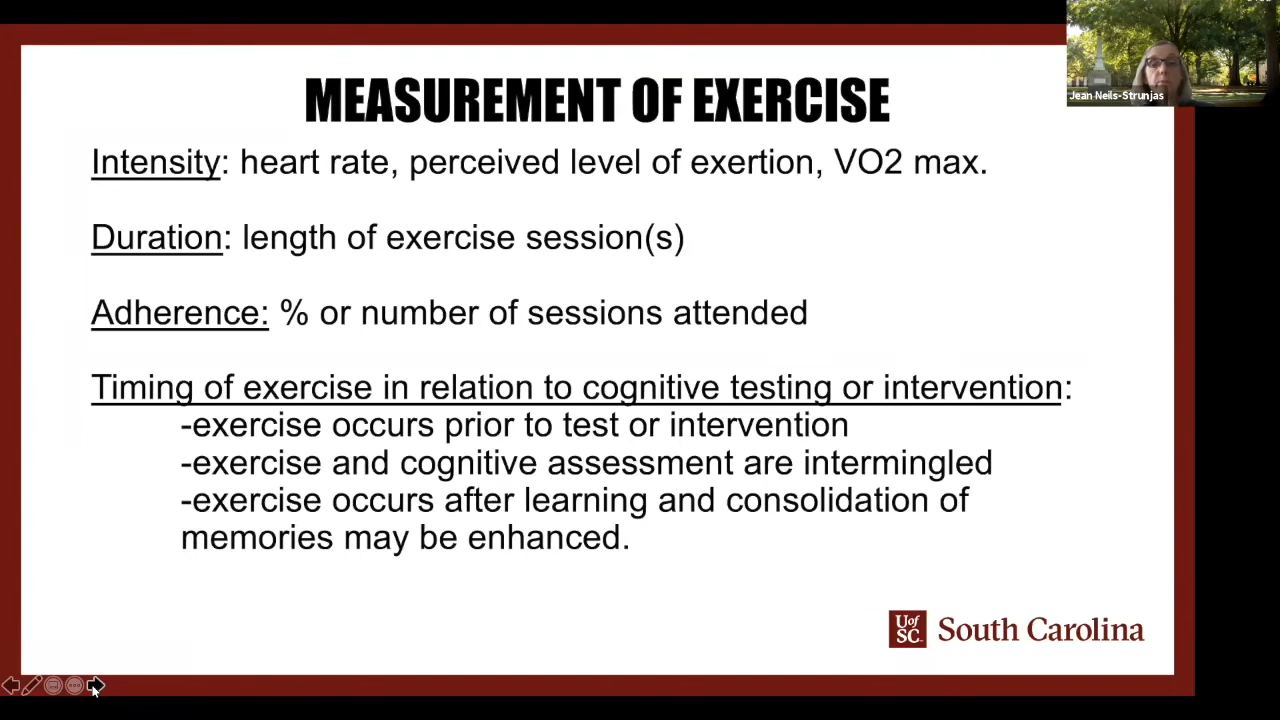 MEASUREMENT OF EXERCISE
Jean Neils-Strunjas
Intensity: heart rate, perceived level of exertion, VO2 max.
Duration: length of exercise session(s)
Adherence: % or number of sessions attended
Timing of exercise in relation to cognitive testing or intervention:
-exercise occurs prior to test or intervention
-exercise and cognitive assessment are intermingled
-exercise occurs after learning and consolidation of
memories may be enhanced.
UofSC
South Carolina